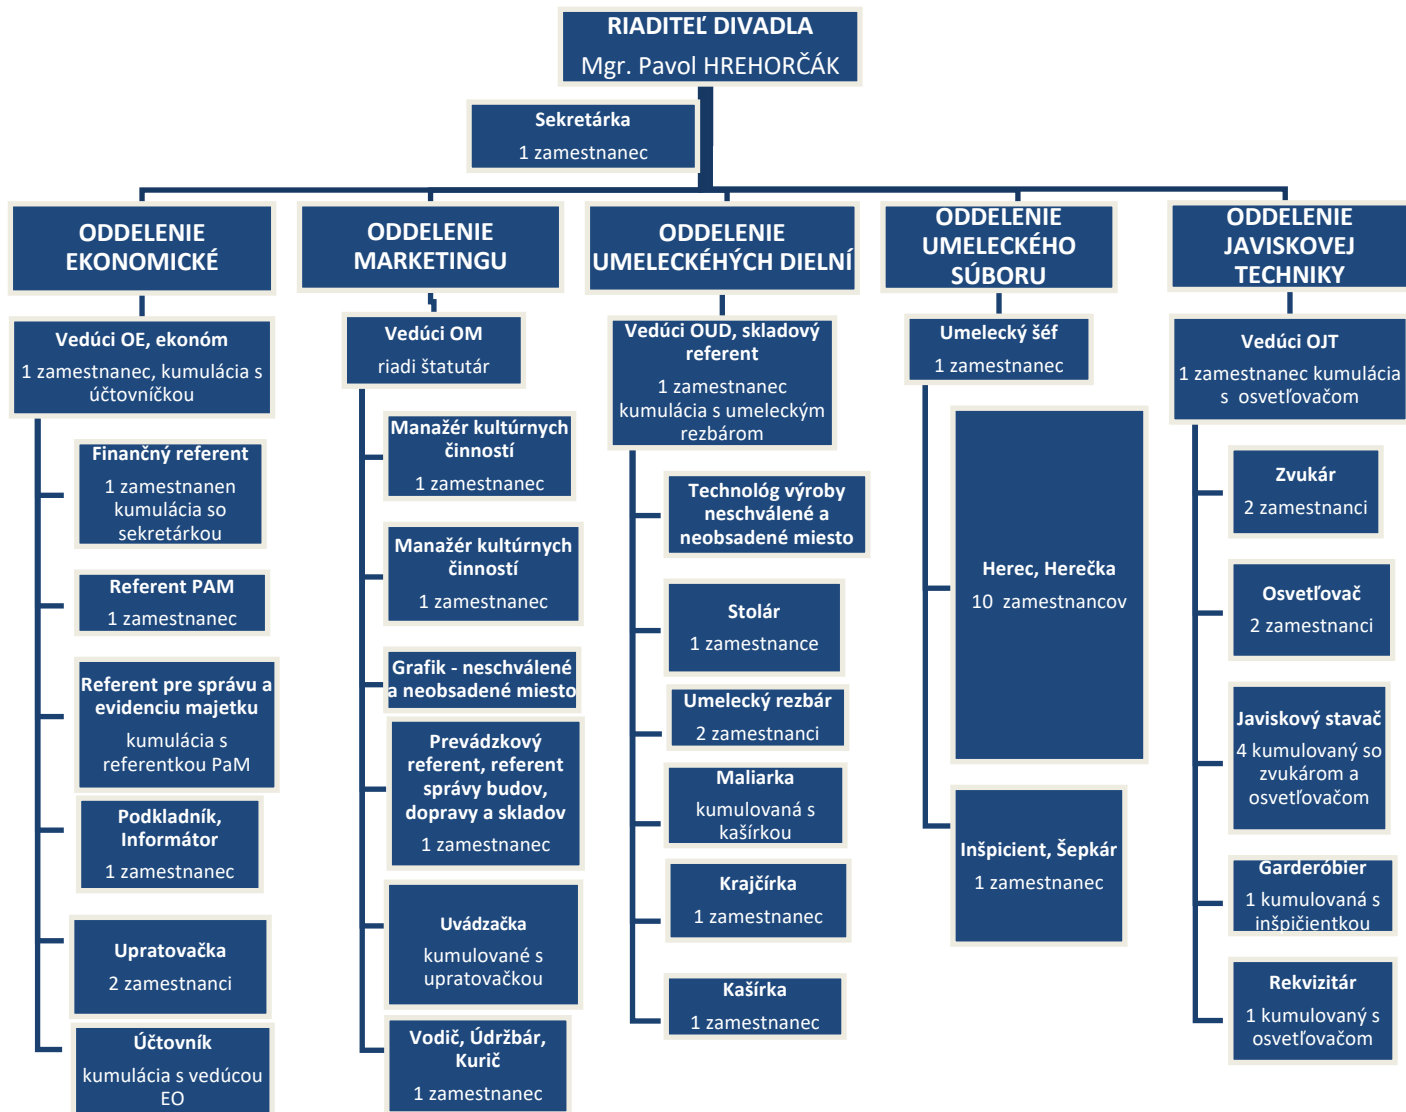 RIADITEĽ DIVADLA
Mgr. Pavol HREHORČÁK
Sekretárka
1 zamestnanec
ODDELENIE
EKONOMICKÉ
Vedúci OE, ekonóm
1 zamestnanec, kumulácia s
účtovníčkou
Finančný referent
1 zamestnanen
kumulácia so
sekretárkou
Referent PAM
1 zamestnanec
Referent pre správu a
evidenciu majetku
kumulácia s
referentkou PaM
Podkladník,
Informátor
1 zamestnanec
Upratovačka
2 zamestnanci
Účtovník
kumulácia s vedúcou
EO
ODDELENIE
MARKETINGU
Vedúci OM
riadi štatutár
Manažér kultúrnych
činností
1 zamestnanec
Manažér kultúrnych
činností
1 zamestnanec
Grafik - neschválené
a neobsadené miesto
Prevádzkový
referent, referent
správy budov,
dopravy a skladov
1 zamestnanec
Uvádzačka
kumulované s
upratovačkou
Vodič, Údržbár,
Kurič
1 zamestnanec
ODDELENIE
UMELECKÉHÝCH DIELNÍ
Vedúci OUD, skladový
referent
1 zamestnanec
kumulácia s umeleckým
rezbárom
Technológ výroby
neschválené a
neobsadené miesto
Stolár
1 zamestnance
Umelecký rezbár
2 zamestnanci
Maliarka
kumulovaná s
kašírkou
Krajčírka
1 zamestnanec
Kašírka
1 zamestnanec
ODDELENIE
UMELECKÉHO
SÚBORU
Umelecký šéf
1 zamestnanec
Herec, Herečka
10 zamestnancov
Inšpicient, Šepkár
1 zamestnanec
ODDELENIE
JAVISKOVEJ
TECHNIKY
Vedúci OJT
1 zamestnanec kumulácia
s osvetľovačom
Zvukár
2 zamestnanci
Osvetľovač
2 zamestnanci
Javiskový stavač
4 kumulovaný so
zvukárom a
osvetľovačom
Garderóbier
1 kumulovaná s
inšpičientkou
Rekvizitár
1 kumulovaný s
osvetľovačom